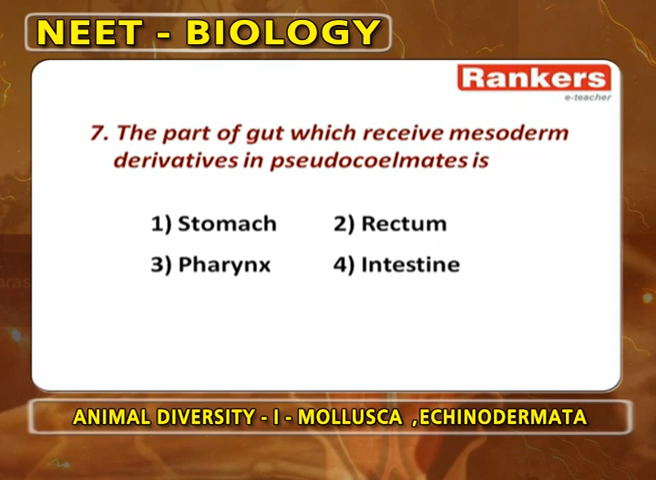 NEET - BIOLOGY
Rankers
e-teacher
7. The part of gut which receive mesoderm
derivatives in pseudocoelmates is
1) Stomach 2) Rectum
3) Pharynx 4) Intestine
ANIMAL DIVERSITY - I - MOLLUSCA ,ECHINODERMATA